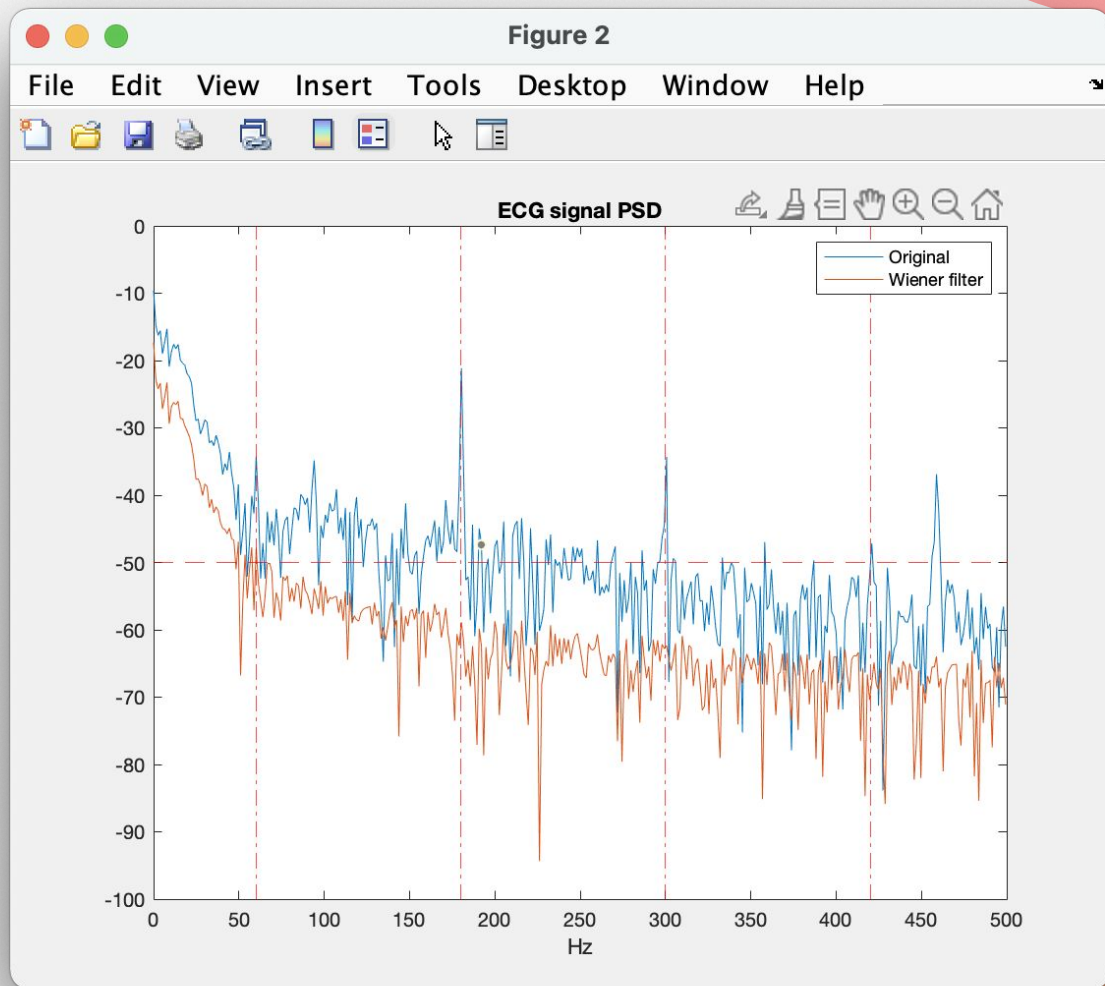 Figure 2
File Edit View Insert Tools Desktop Window Help
ECG signal PSD
Original
Wiener filter
0
-10
-20
-30
-40
-50
-60
-70
-80
-90
-100
0 50 100 150 200 250 300 350 400 450 500
Hz